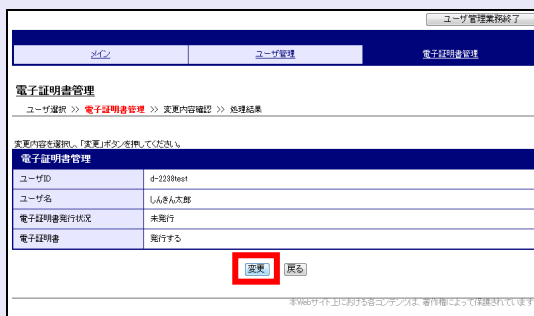 ユーザ管理業務終了
メイン ユーザ管理 電子証明書管理
電子証明書管理
ユーザ選択 >> 電子証明書管理 >> 変更内容確認 >> 処理結果
変更内容を選択し、「変更」ボタンを押してください。
電子証明書管理
ユーザID d-2238test
ユーザ名 しんきん太郎
電子証明書発行状況 未発行
電子証明書 発行する
変更 戻る
本Webサイト上における各コンテンツは、著作権によって保護されています